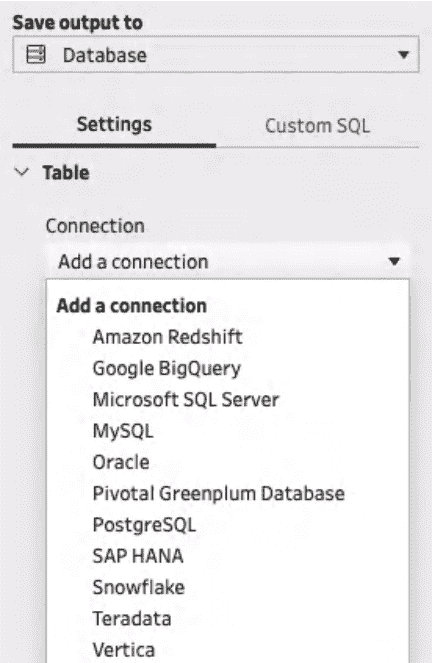 Save output to
Database
Settings Custom SQL
Table
Connection
Add a connection
Add a connection
Amazon Redshift
Google BigQuery
Microsoft SQL Server
MySQL
Oracle
Pivotal Greenplum Database
PostgreSQL
SAP HANA
Snowflake
Teradata
Vertica